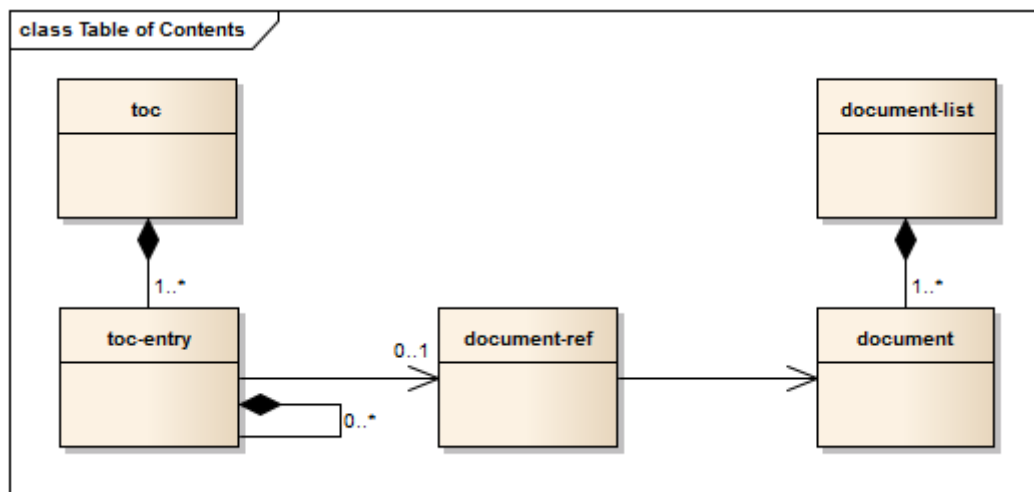 class Table of Contents
toc
document-list
1..*
1..*
toc-entry
document-ref
document
0..1
0..*